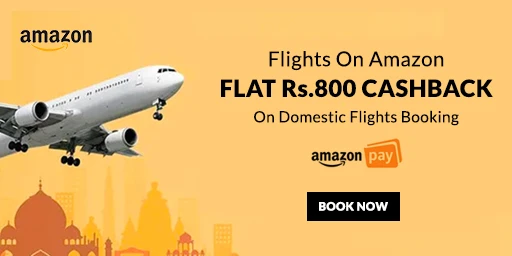 amazon
Flights On Amazon
FLAT Rs.800 CASHBACK
On Domestic Flights Booking
amazon pay
BOOK NOW